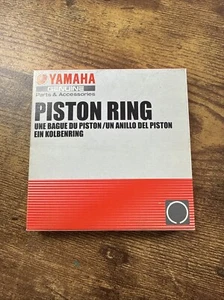 YAMAHA
GENUINE
Parts & Accessories
PISTON RING
UNE BAGUE DU PISTON/UN ANILLO DEL PISTON
EIN KOLBENRING